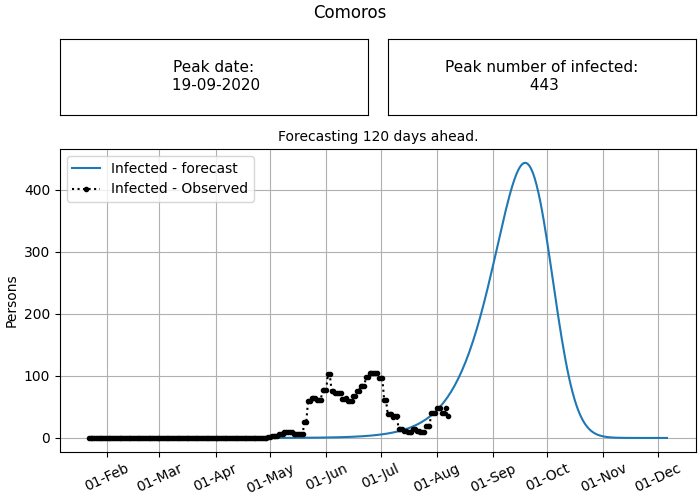 Comoros
Peak date:
19-09-2020
Peak number of infected:
443
Forecasting 120 days ahead.
Infected - forecast
Infected - Observed
Persons
400
300
200
100
0
01-Feb
01-Mar
01-Apr
01-May
01-Jun
01-Jul
01-Aug
01-Sep
01-Oct
01-Nov
01-Dec